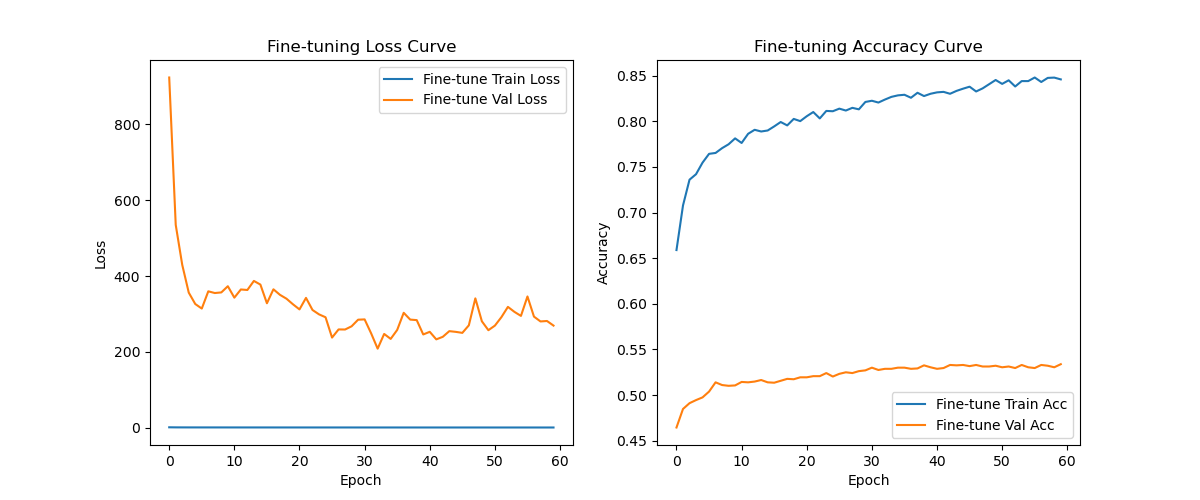 Fine-tuning Loss Curve
Fine-tune Train Loss
Fine-tune Val Loss
Loss
800
600
400
200
0
0 10 20 30 40 50 60
Epoch
Fine-tuning Accuracy Curve
Accuracy
0.85
0.80
0.75
0.70
0.65
0.60
0.55
0.50
0.45
Fine-tune Train Acc
Fine-tune Val Acc
0 10 20 30 40 50 60
Epoch